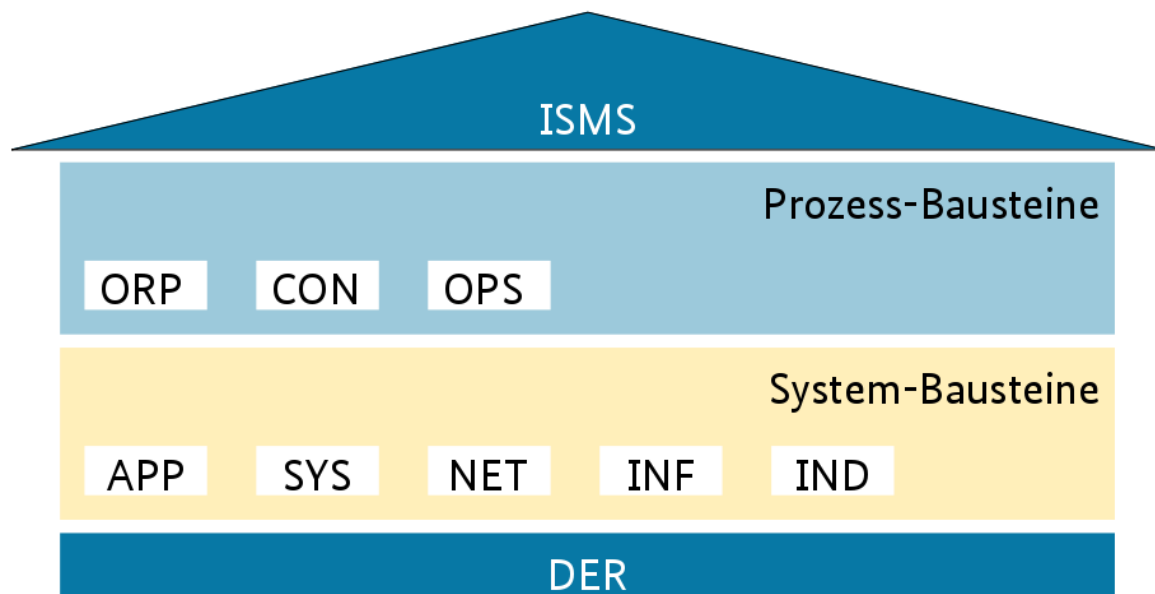 ISMS
Prozess-Bausteine
ORP CON OPS
System-Bausteine
APP SYS NET INF IND
DER